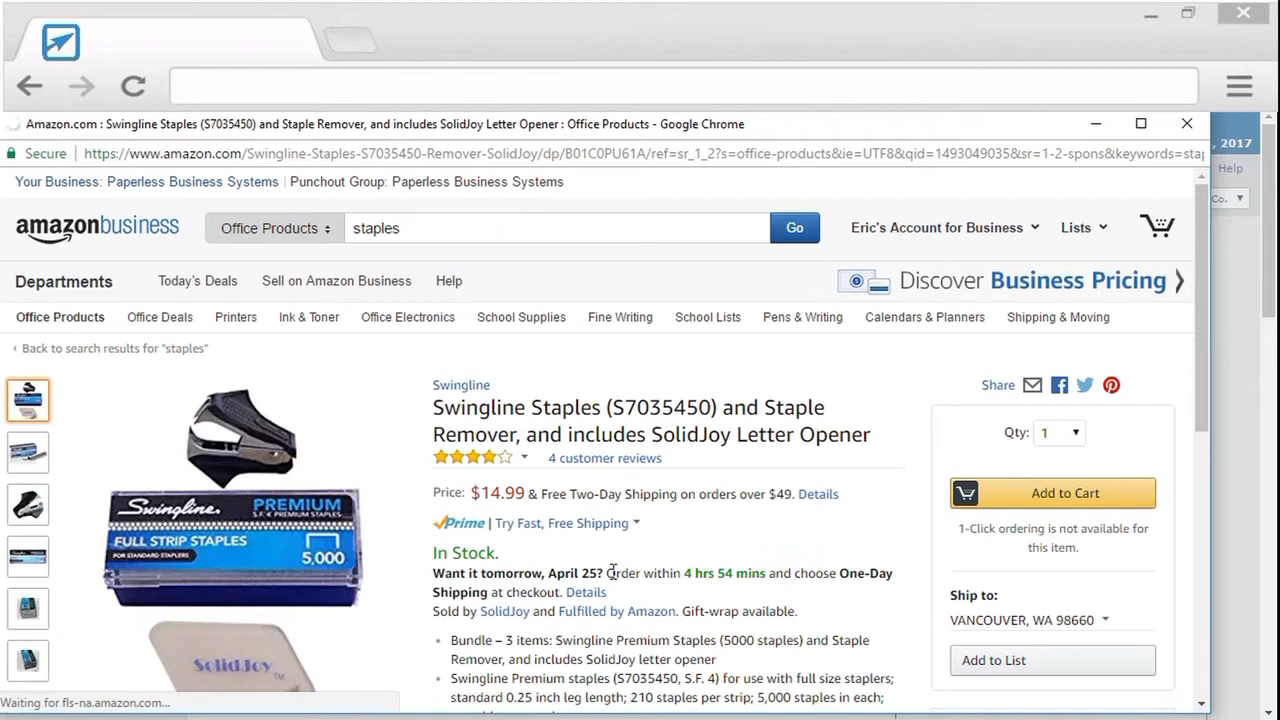 Amazon.com : Swingline Staples (S7035450) and Staple Remover, and includes SolidJoy Letter Opener : Office Products - Google Chrome
, 2017
Secure https://www.amazon.com/Swingline-Staples-S7035450-Remover-SolidJoy/dp/B01C0PU61A/ref=sr_1_2?s=office-products&ie=UTF8&qid=1493049035&sr=1-2-spons&keywords=stap
Help
Your Business: Paperless Business Systems | Punchout Group: Paperless Business Systems
Co.
amazonbusiness Office Products staples Go Eric's Account for Business Lists
Departments Today's Deals Sell on Amazon Business Help Discover Business Pricing
Office Products Office Deals Printers Ink & Toner Office Electronics School Supplies Fine Writing School Lists Pens & Writing Calendars & Planners Shipping & Moving
‹ Back to search results for "staples"
Swingline
Share
Swingline Staples (S7035450) and Staple
Remover, and includes SolidJoy Letter Opener
4 customer reviews
Price: $14.99 & Free Two-Day Shipping on orders over $49. Details
Prime | Try Fast, Free Shipping
In Stock.
Want it tomorrow, April 25? Order within 4 hrs 54 mins and choose One-Day
Shipping at checkout. Details
Sold by SolidJoy and Fulfilled by Amazon. Gift-wrap available.
• Bundle – 3 items: Swingline Premium Staples (5000 staples) and Staple
Remover, and includes SolidJoy letter opener
• Swingline Premium staples (S7035450, S.F. 4) for use with full size staplers;
standard 0.25 inch leg length; 210 staples per strip; 5,000 staples in each;
Qty: 1
Add to Cart
1-Click ordering is not available for
this item.
Ship to:
VANCOUVER, WA 98660
Add to List
Swingline. PREMIUM
S.F. 4 PREMIUM STAPLES
FULL STRIP STAPLES
FOR STANDARD STAPLERS
5,000
SolidJoy TM
Waiting for fls-na.amazon.com...